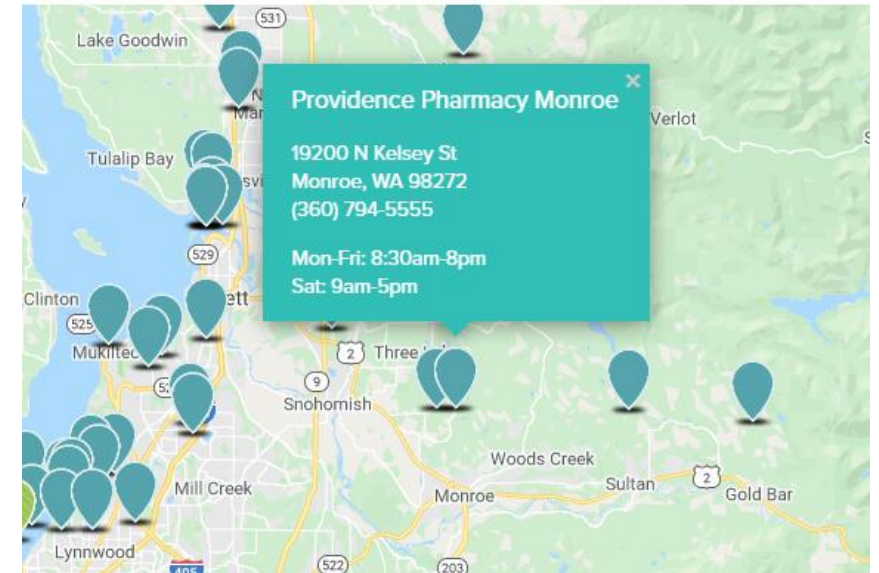 531
Lake Goodwin
×
Providence Pharmacy Monroe
Verlot
19200 N Kelsey St
Tulalip Bay
Monroe, WA 98272
(360) 794-5555
529
Mon-Fri: 8:30am-8pm
Sat: 9am-5pm
Clinton
525
2
Three
9
Snohomish
Woods Creek
Mill Creek
Monroe
Sultan
2
Gold Bar
Lynnwood
405
522
203